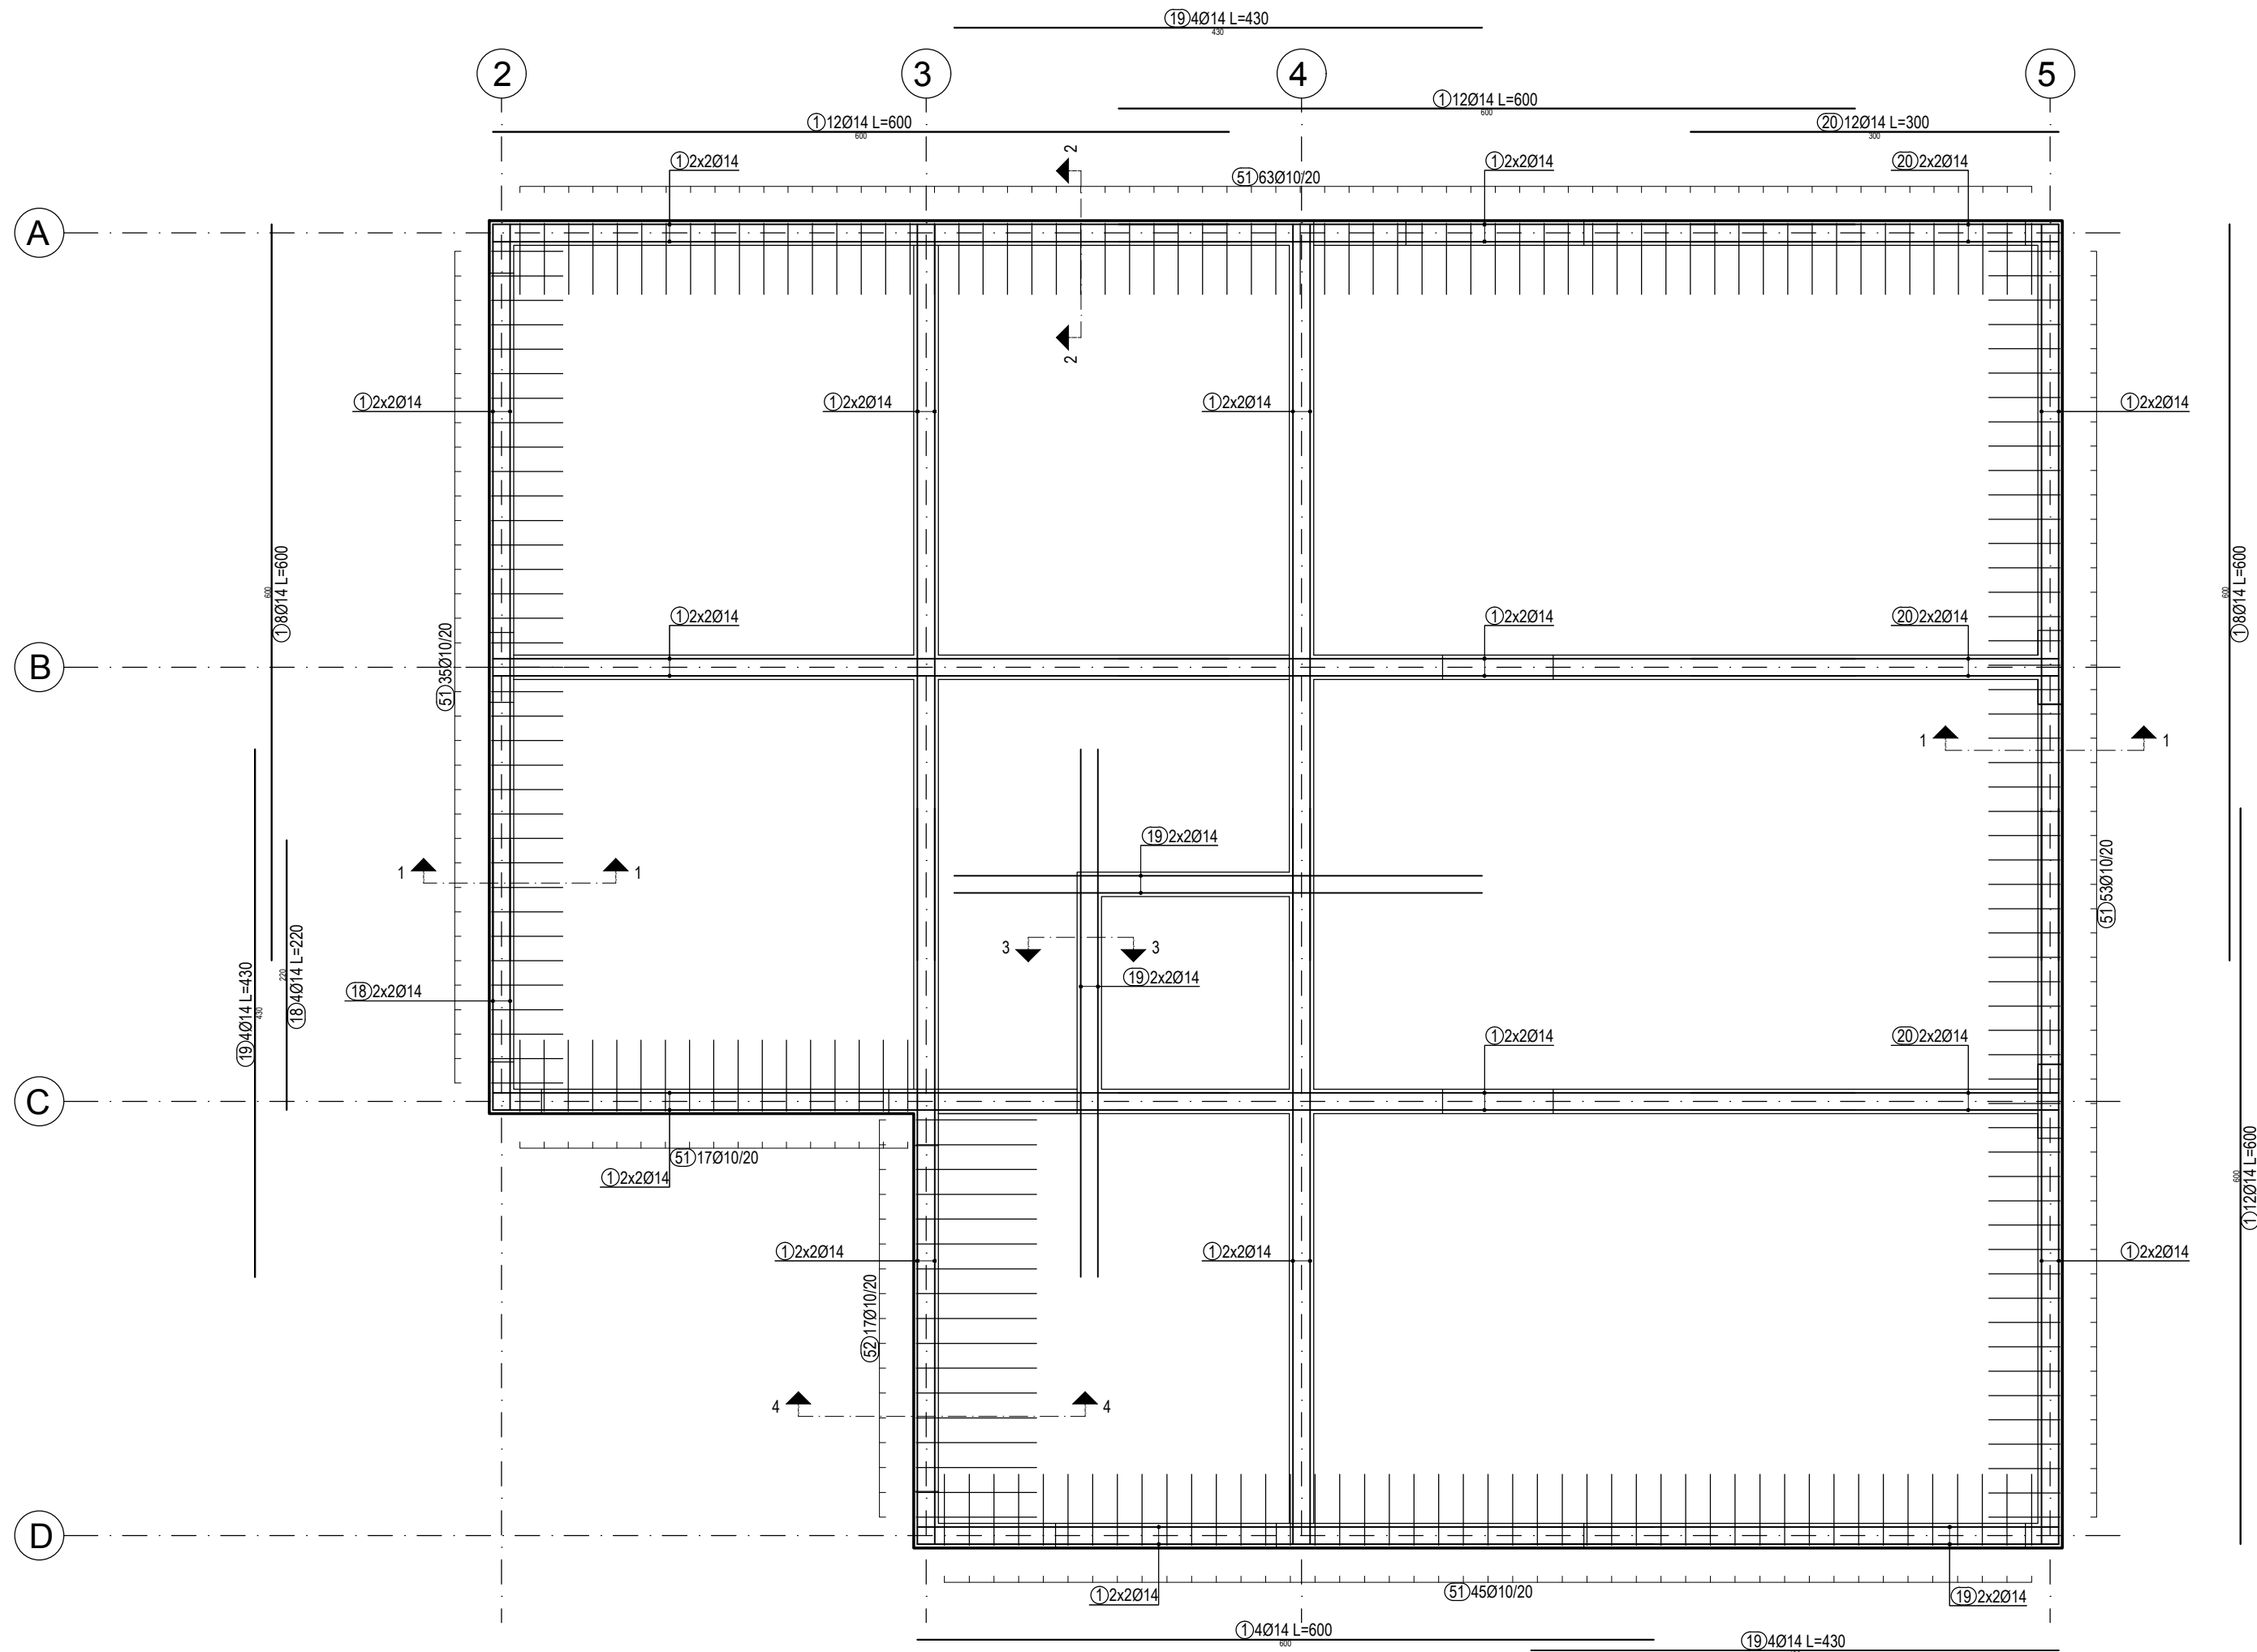 ⑲4Ø14 L=430
430
2 3 4 5
①12Ø14 L=600
600
①12Ø14 L=600
600
⑳12Ø14 L=300
300
①2x2Ø14
2
①2x2Ø14
⑳2x2Ø14
51 63Ø10/20
A
2
①2x2Ø14
①2x2Ø14
①2x2Ø14
①2x2Ø14
①8Ø14 L=600
600
①8Ø14 L=600
600
①2x2Ø14
①2x2Ø14
⑳2x2Ø14
B
51 35Ø10/20
1 1
⑲2x2Ø14
1 1
51 53Ø10/20
3 3
⑲2x2Ø14
⑱4Ø14 L=220
220
⑲4Ø14 L=430
430
⑱2x2Ø14
①2x2Ø14
⑳2x2Ø14
C
51 17Ø10/20
①2x2Ø14
①12Ø14 L=600
600
①2x2Ø14
①2x2Ø14
①2x2Ø14
52 17Ø10/20
4 4
D
①2x2Ø14
51 45Ø10/20
⑲2x2Ø14
①4Ø14 L=600
600
⑲4Ø14 L=430